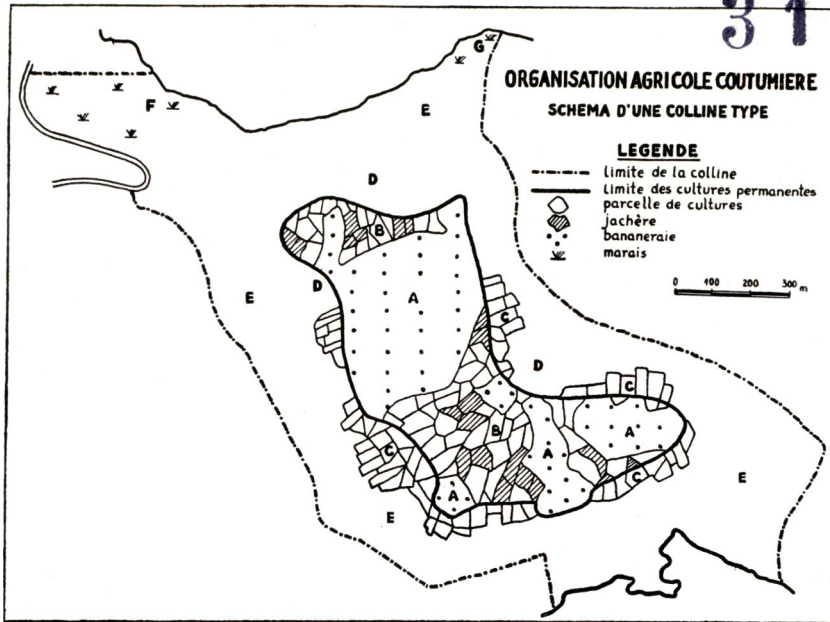 31
ORGANISATION AGRICOLE COUTUMIERE
SCHEMA D'UNE COLLINE TYPE
LEGENDE
limite de la colline
Limite des cultures permanentes
parcelle de cultures
jachère
bananeraie
marais
0 100 200 300 m
G
F
E
D
B
E
D
A
C
D
C
B
A
A
C
C
E
A
E